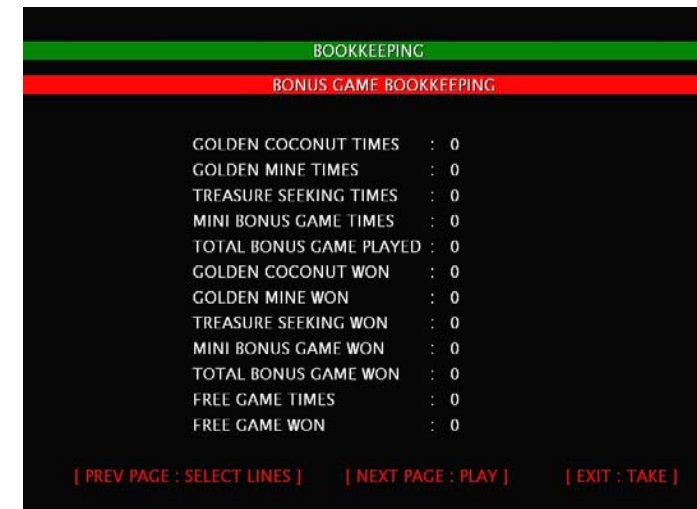 BOOKKEEPING
BONUS GAME BOOKKEEPING
GOLDEN COCONUT TIMES : 0
GOLDEN MINE TIMES : 0
TREASURE SEEKING TIMES : 0
MINI BONUS GAME TIMES : 0
TOTAL BONUS GAME PLAYED : 0
GOLDEN COCONUT WON : 0
GOLDEN MINE WON : 0
TREASURE SEEKING WON : 0
MINI BONUS GAME WON : 0
TOTAL BONUS GAME WON : 0
FREE GAME TIMES : 0
FREE GAME WON : 0
[ PREV PAGE : SELECT LINES ] [ NEXT PAGE : PLAY ] [ EXIT : TAKE ]